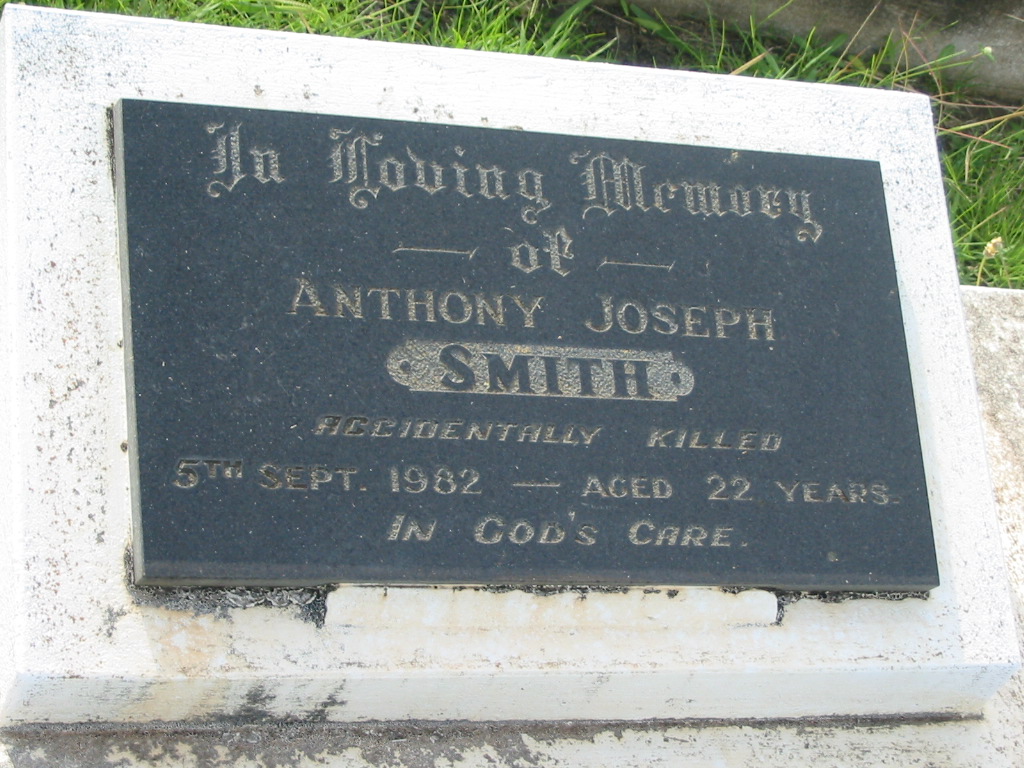 In Loving Memory
— of —
ANTHONY JOSEPH
SMITH
ACCIDENTALLY KILLED
5TH SEPT. 1982 — AGED 22 YEARS
IN GOD'S CARE.